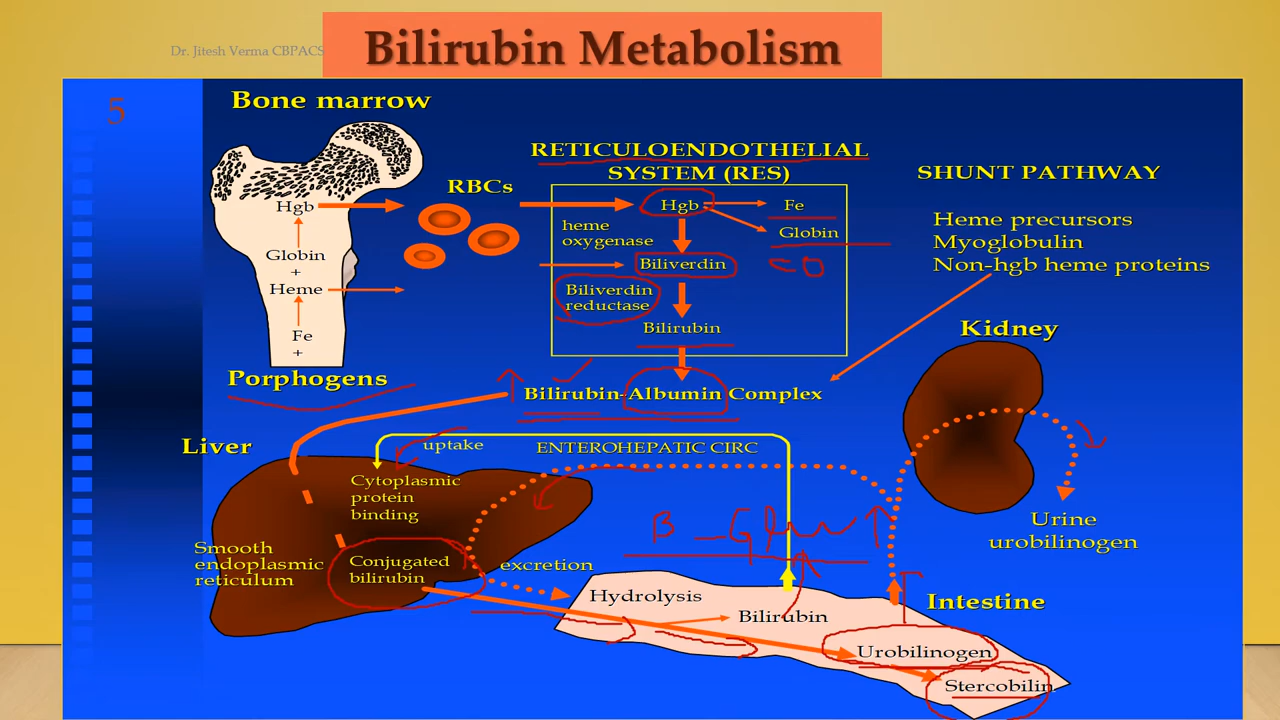 Dr. Jitesh Verma CBPACS
Bilirubin Metabolism
5
Bone marrow
Hgb
Globin
+
Heme
Fe
+
Porphogens
RBCs
RETICULOENDOTHELIAL
SYSTEM (RES)
Hgb
Fe
Globin
heme
oxygenase
Biliverdin
CO
Biliverdin
reductase
Bilirubin
Bilirubin-Albumin Complex
SHUNT PATHWAY
Heme precursors
Myoglobulin
Non-hgb heme proteins
Kidney
Urine
urobilinogen
Liver
uptake
ENTEROHEPATIC CIRC
Cytoplasmic
protein
binding
Smooth
endoplasmic
reticulum
Conjugated
bilirubin
excretion
Hydrolysis
Bilirubin
Intestine
Urobilinogen
Stercobilin